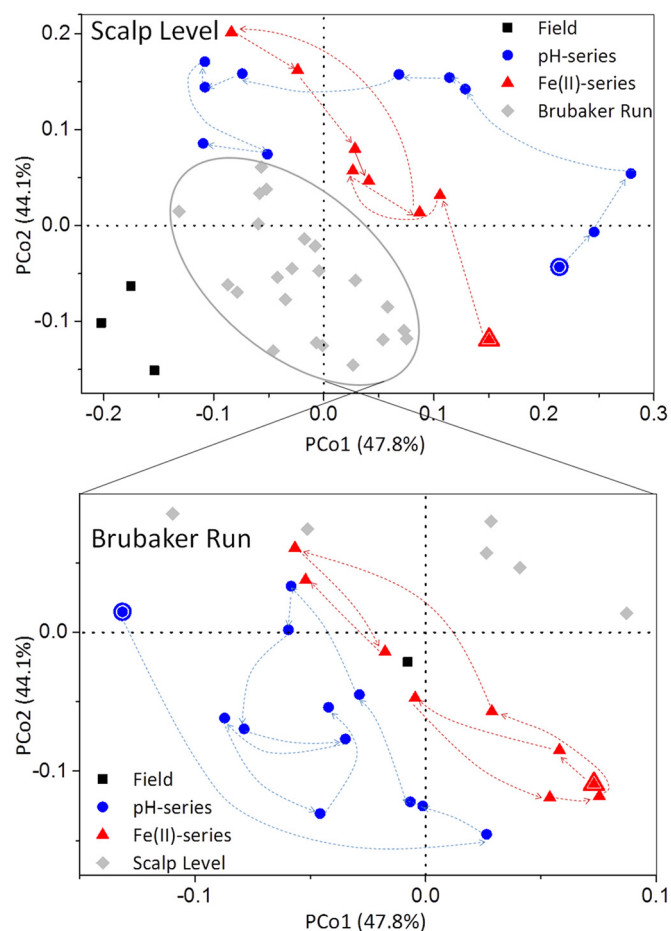 Scalp Level
Field
pH-series
Fe(II)-series
Brubaker Run
0.2
0.1
0.0
-0.1
PCo2 (44.1%)
-0.2 -0.1 0.0 0.1 0.2 0.3
PCo1 (47.8%)
Brubaker Run
0.0
-0.1
PCo2 (44.1%)
Field
pH-series
Fe(II)-series
Scalp Level
-0.1 0.0 0.1
PCo1 (47.8%)